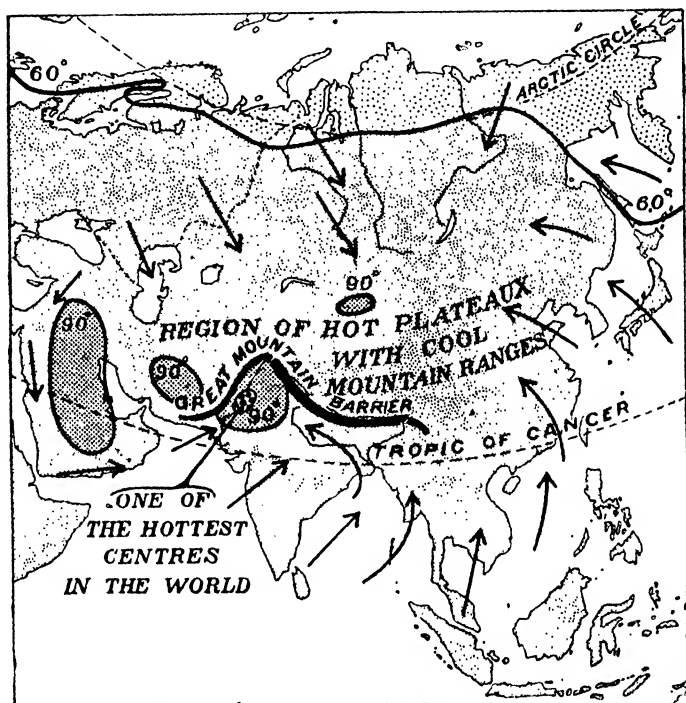 60°
ARCTIC CIRCLE
60°
90°
90°
REGION OF HOT PLATEAUX
WITH COOL
MOUNTAIN RANGES
90°
GREAT MOUNTAIN BARRIER
90°
TROPIC OF CANCER
ONE OF
THE HOTTEST
CENTRES
IN THE WORLD